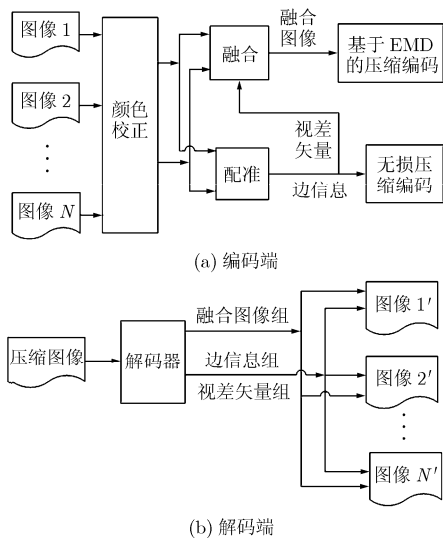 图像 1
图像 2
图像 N
颜色
校正
融合
配准
融合
图像
视差
矢量
边信息
基于 EMD
的压缩编码
无损压
缩编码
(a) 编码端
压缩图像
解码器
融合图像组
边信息组
视差矢量组
图像 1′
图像 2′
图像 N′
(b) 解码端